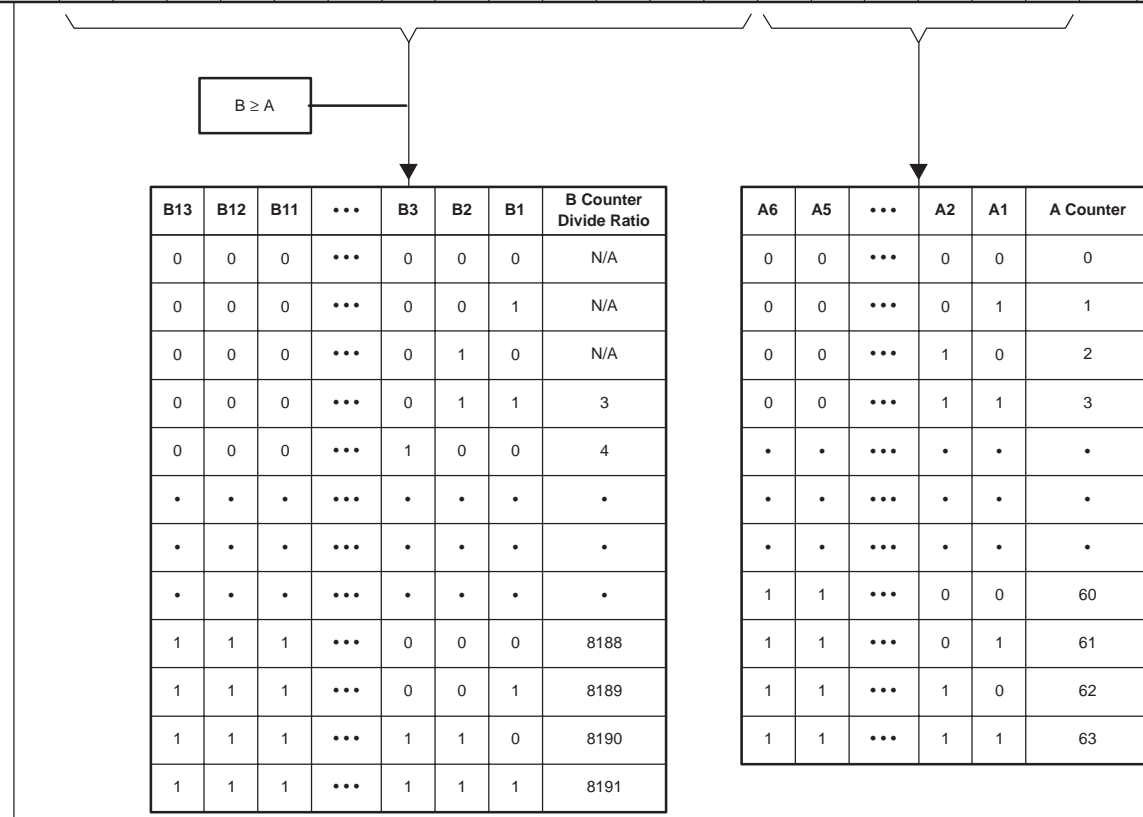 B ≥ A
B13 B12 B11 ••• B3 B2 B1 B Counter
Divide Ratio
0 0 0 ••• 0 0 0 N/A
0 0 0 ••• 0 0 1 N/A
0 0 0 ••• 0 1 0 N/A
0 0 0 ••• 0 1 1 3
0 0 0 ••• 1 0 0 4
• • • ••• • • • •
• • • ••• • • • •
• • • ••• • • • •
1 1 1 ••• 0 0 0 8188
1 1 1 ••• 0 0 1 8189
1 1 1 ••• 1 1 0 8190
1 1 1 ••• 1 1 1 8191
A6 A5 ••• A2 A1 A Counter
0 0 ••• 0 0 0
0 0 ••• 0 1 1
0 0 ••• 1 0 2
0 0 ••• 1 1 3
• • ••• • • •
• • ••• • • •
• • ••• • • •
1 1 ••• 0 0 60
1 1 ••• 0 1 61
1 1 ••• 1 0 62
1 1 ••• 1 1 63